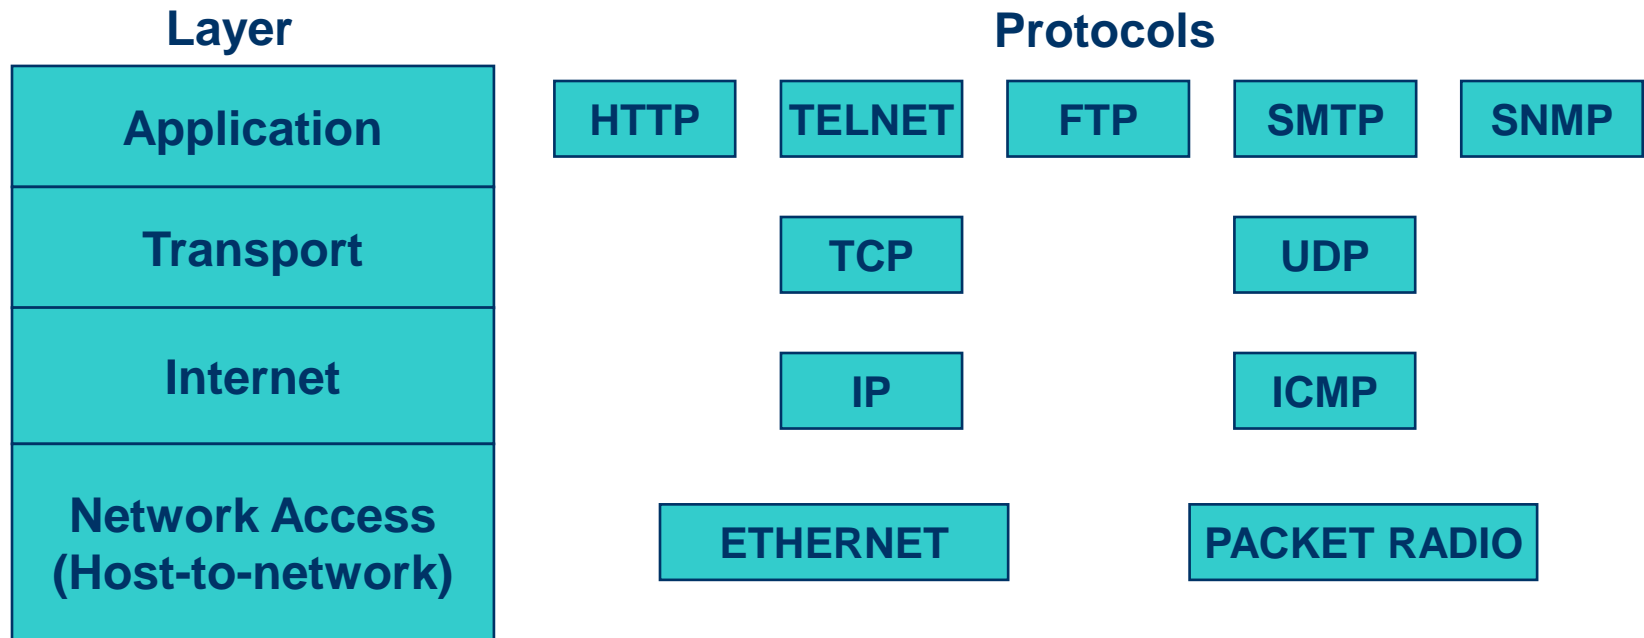 Layer
Protocols
Application
HTTP
TELNET
FTP
SMTP
SNMP
Transport
TCP
UDP
Internet
IP
ICMP
Network Access
(Host-to-network)
ETHERNET
PACKET RADIO